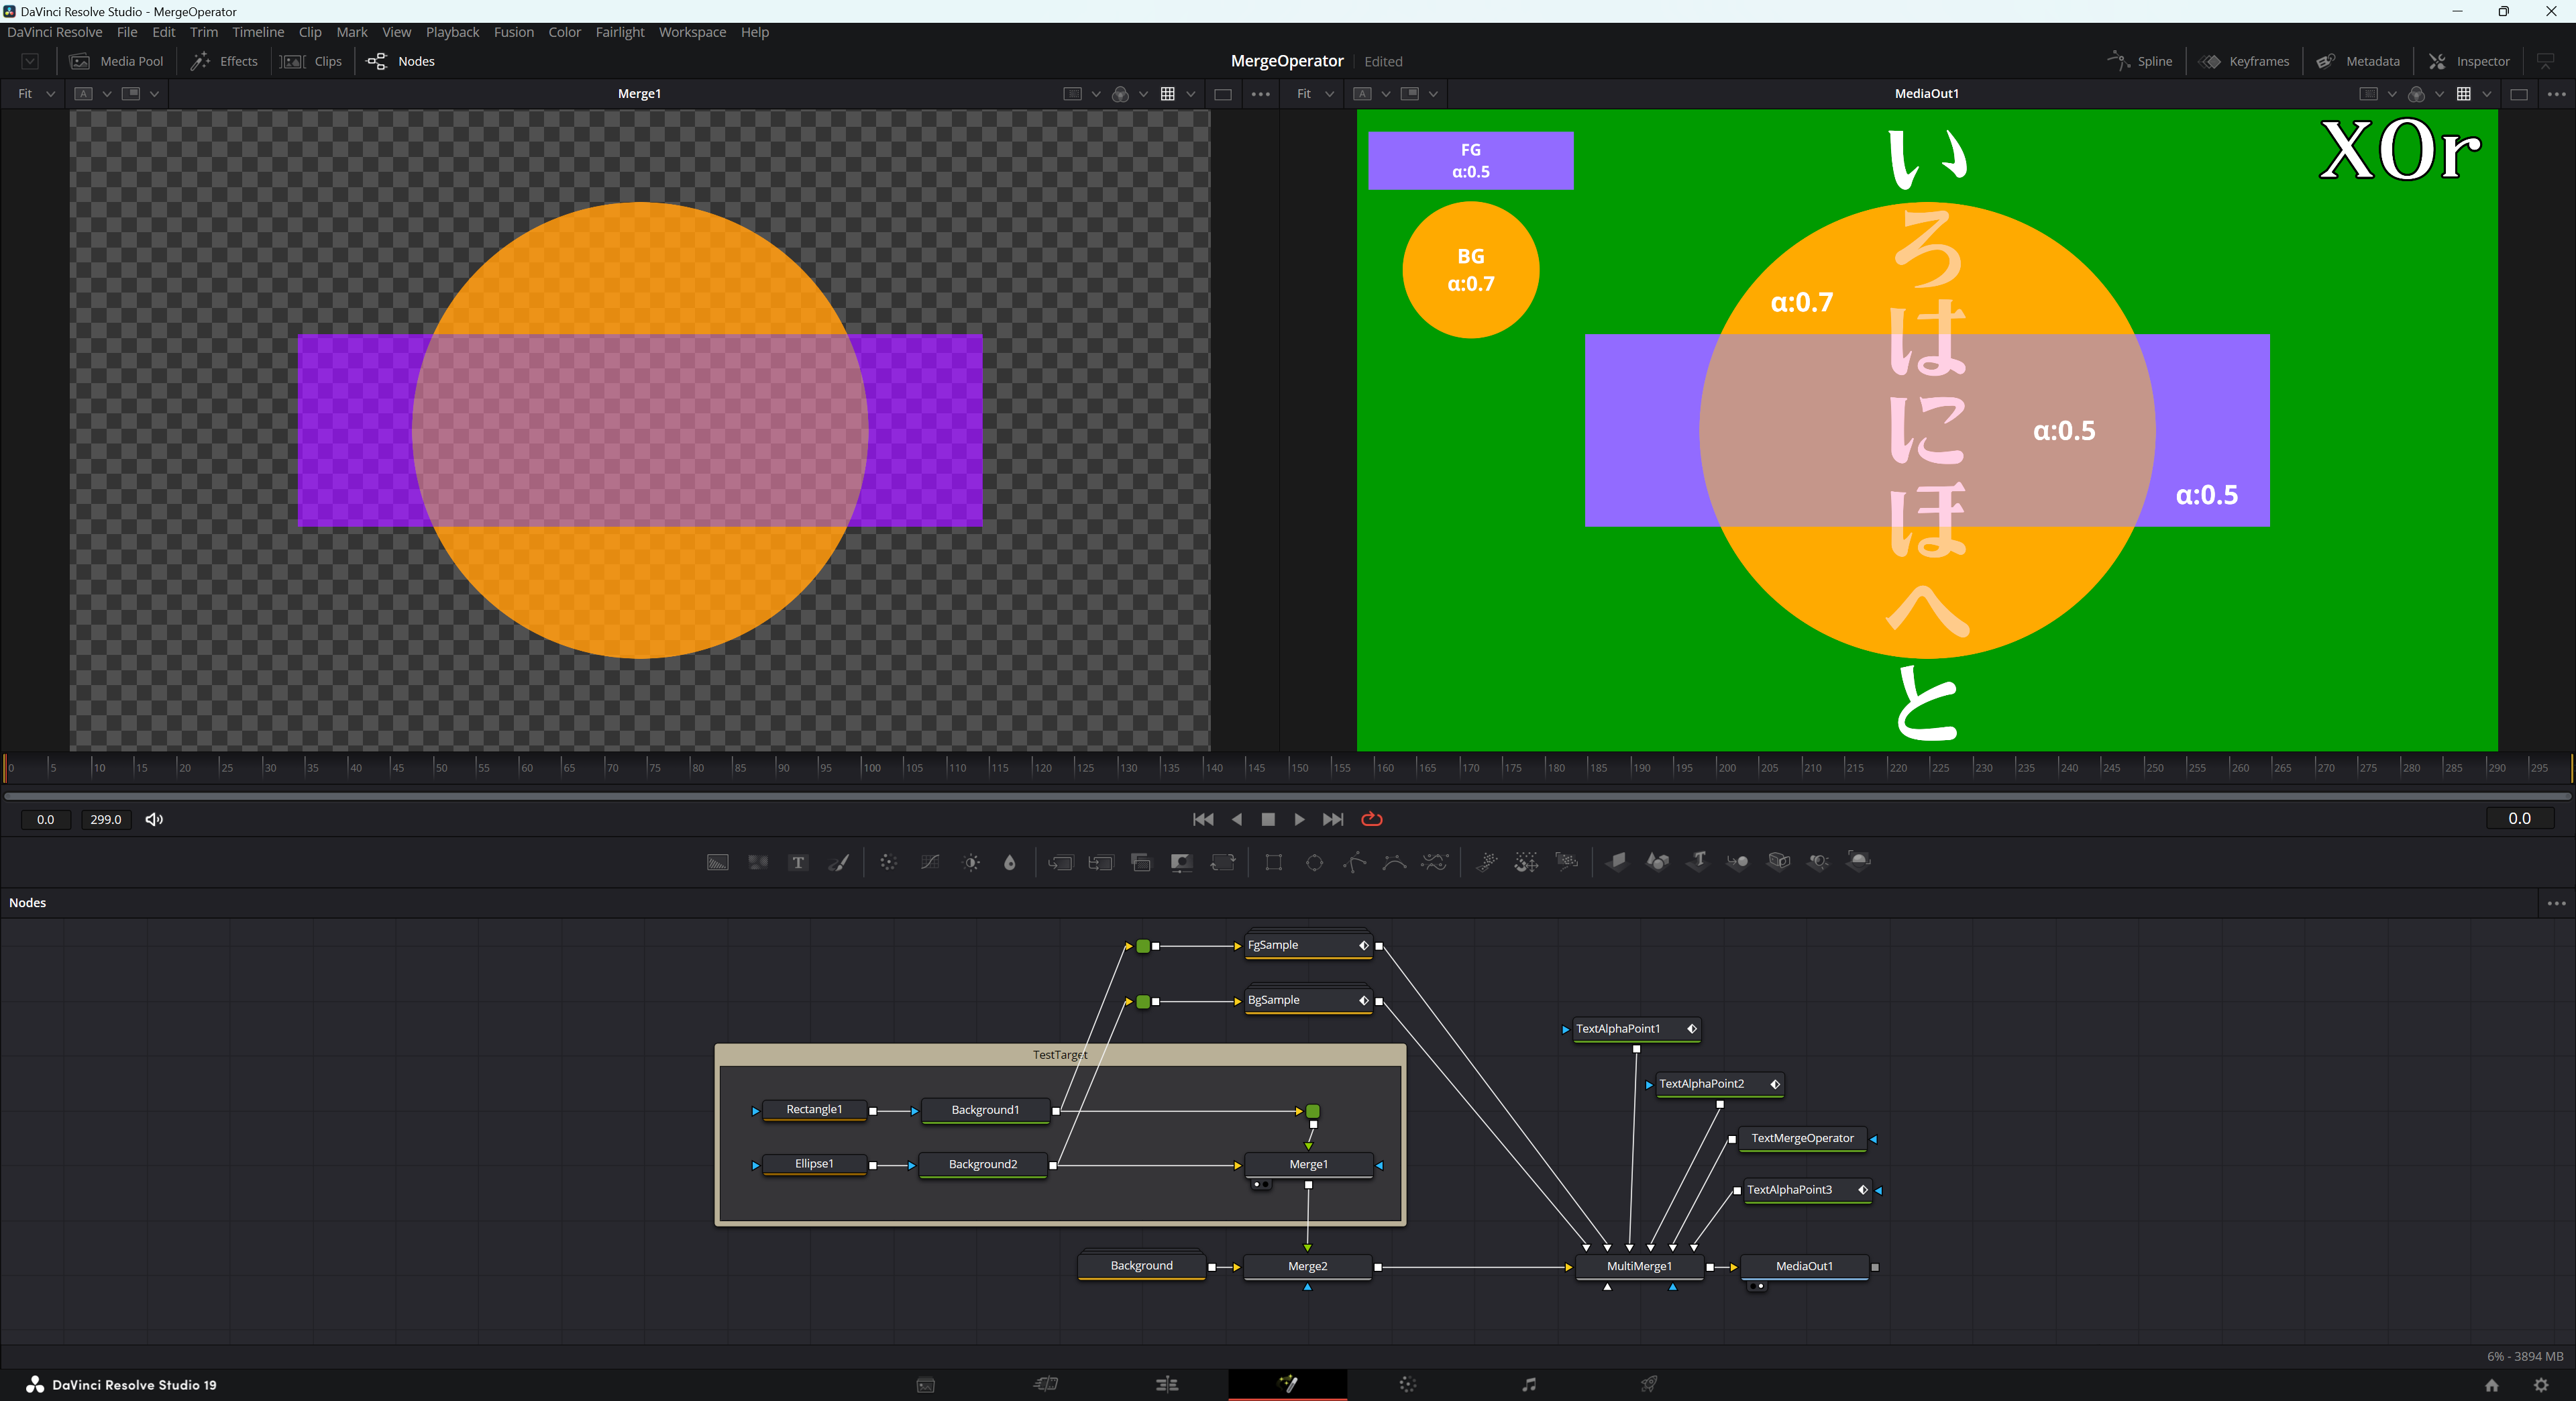 DaVinci Resolve Studio - MergeOperator
DaVinci Resolve File Edit Trim Timeline Clip Mark View Playback Fusion Color Fairlight Workspace Help
Media Pool Effects Clips Nodes MergeOperator Edited Spline Keyframes Metadata Inspector
Fit A Merge1 Fit A MediaOut1
FG
α:0.5
BG
α:0.7
XOr
いろはにほへと
α:0.7
α:0.5
α:0.5
0 5 10 15 20 25 30 35 40 45 50 55 60 65 70 75 80 85 90 95 100 105 110 115 120 125 130 135 140 145 150 155 160 165 170 175 180 185 190 195 200 205 210 215 220 225 230 235 240 245 250 255 260 265 270 275 280 285 290 295
0.0 299.0 0.0
T T
Nodes
FgSample
BgSample
TextAlphaPoint1
TestTarget
TextAlphaPoint2
Rectangle1 Background1
TextMergeOperator
Ellipse1 Background2 Merge1
TextAlphaPoint3
Background Merge2 MultiMerge1 MediaOut1
6% - 3894 MB
DaVinci Resolve Studio 19